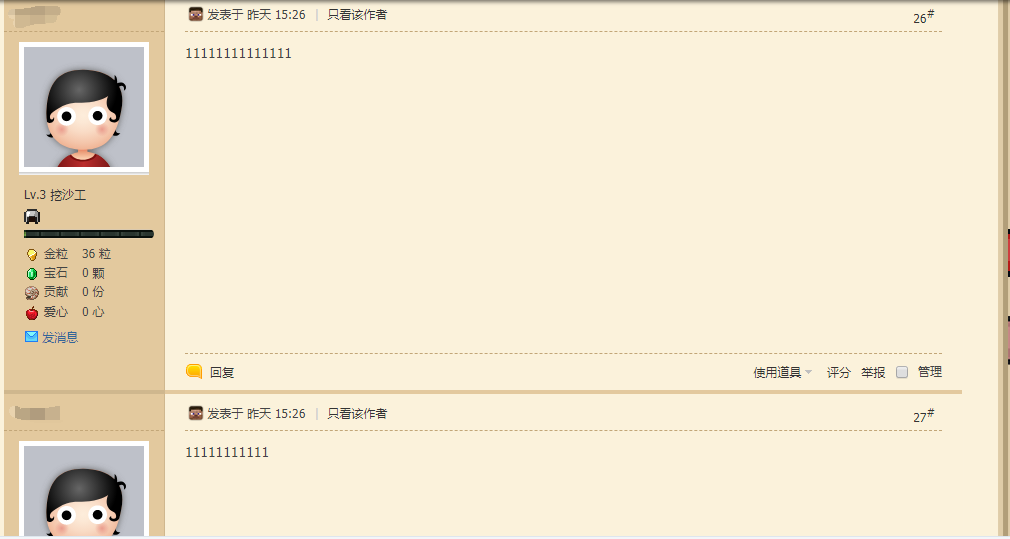 发表于 昨天 15:26 | 只看该作者
26#
11111111111111
Lv.3 挖沙工
金粒 36 粒
宝石 0 颗
贡献 0 份
爱心 0 心
发消息
回复
使用道具 评分 举报 管理
发表于 昨天 15:26 | 只看该作者
27#
11111111111